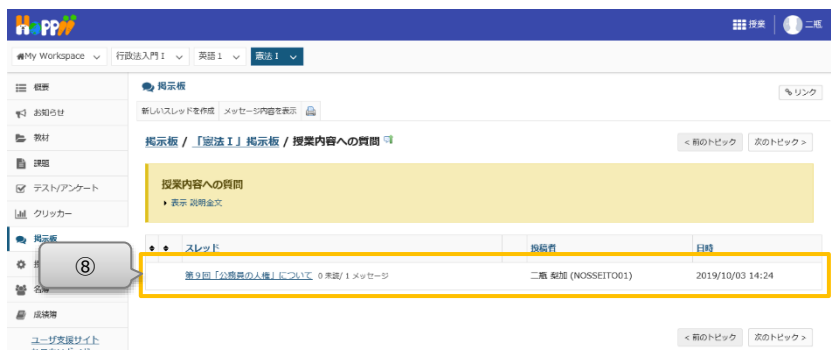 HoPPii
授業
二瓶
My Workspace
行政法入門Ⅰ
英語１
憲法Ⅰ
概要
お知らせ
教材
課題
テスト/アンケート
クリッカー
掲示板
名簿
成績簿
ユーザ支援サイト
掲示板
リンク
新しいスレッドを作成 メッセージ内容を表示
掲示板 / 「憲法Ⅰ」掲示板 / 授業内容への質問
<前のトピック 次のトピック >
授業内容への質問
表示 説明全文
スレッド 投稿者 日時
⑧
第９回「公務員の人権」について 0 未読/ 1 メッセージ 二瓶 梨加 (NOSSEITO01) 2019/10/03 14:24
<前のトピック 次のトピック >